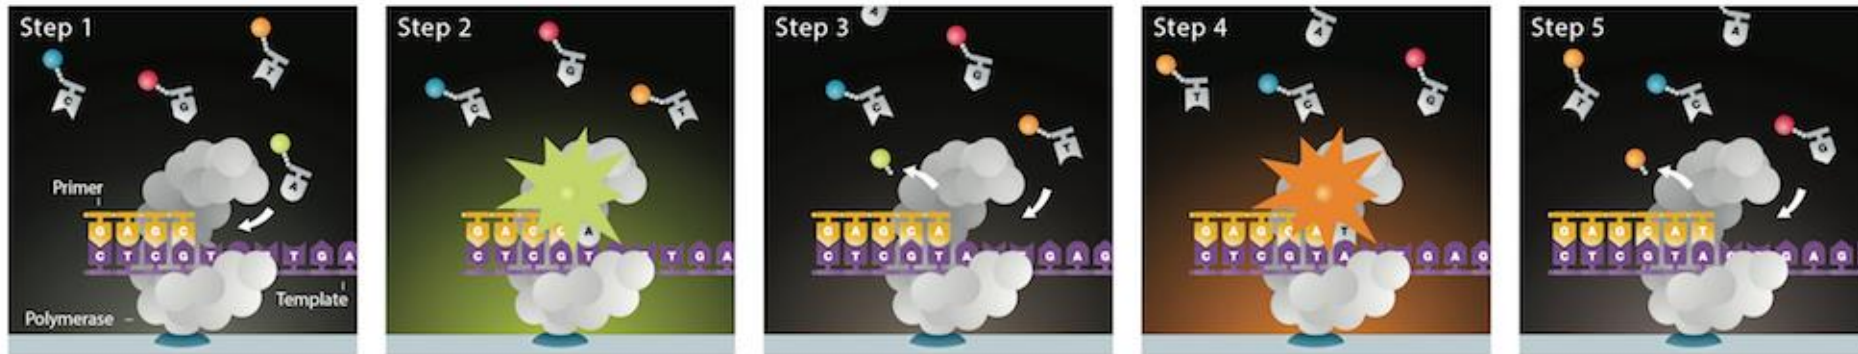 Step 1
T
C
G
A
Primer
G A G C
C T C G T T G A
Template
Polymerase
Step 2
G
C
T
G A C C A
C T C G T T G A
Step 3
A
G
C
T
G A G C A
C T C G T A G A G
Step 4
A
T
C
G
G A G A T
C T C G T A G A G
Step 5
A
T
C
G
G A G C A T
C T C G T A G G A G